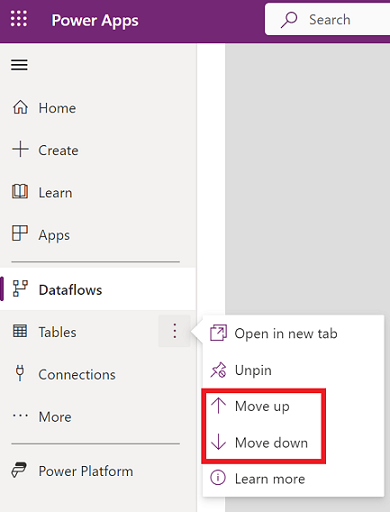 Power Apps
Search
Home
Create
Learn
Apps
Dataflows
Tables
Open in new tab
Unpin
Connections
Move up
More
Move down
Power Platform
Learn more